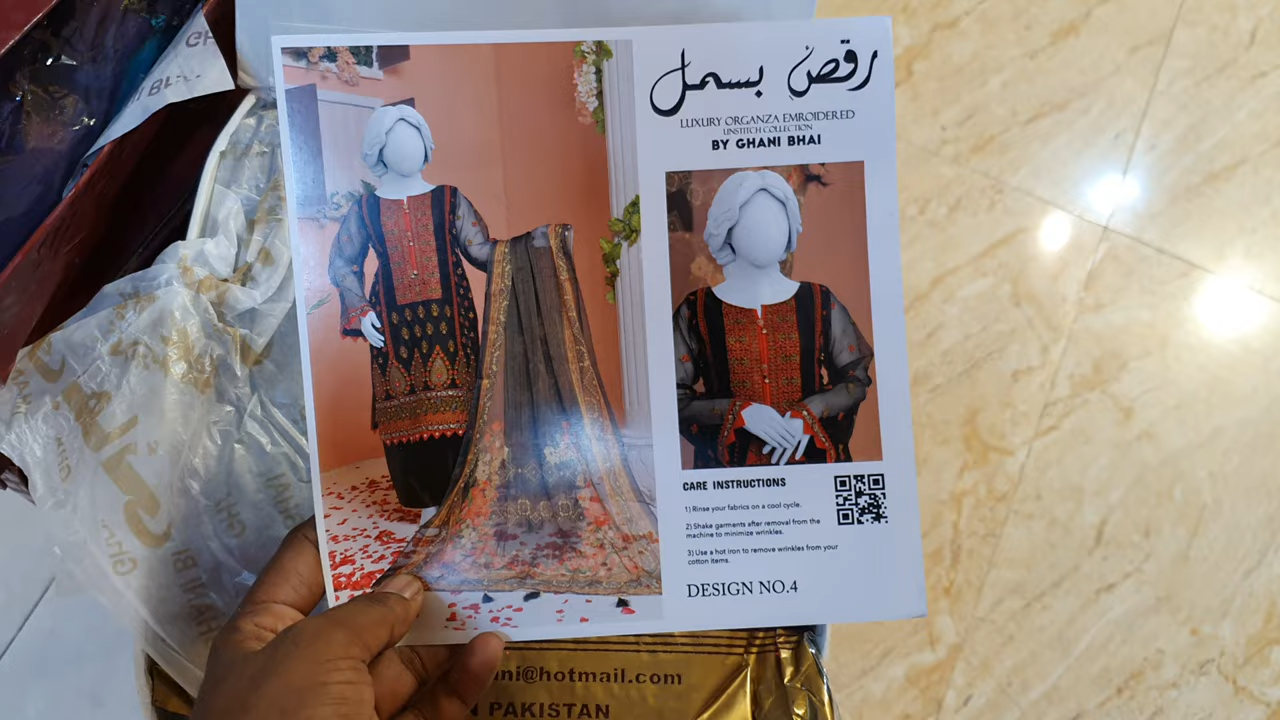 رقص بسمل
LUXURY ORGANZA EMROIDERED
UNSTITCH COLLECTION
BY GHANI BHAI
CARE INSTRUCTIONS
1) Rinse your fabrics on a cool cycle.
2) Shake garments after removal from the
machine to minimize wrinkles.
3) Use a hot iron to remove wrinkles from your
cotton items.
DESIGN NO.4
@hotmail.com
PAKISTAN